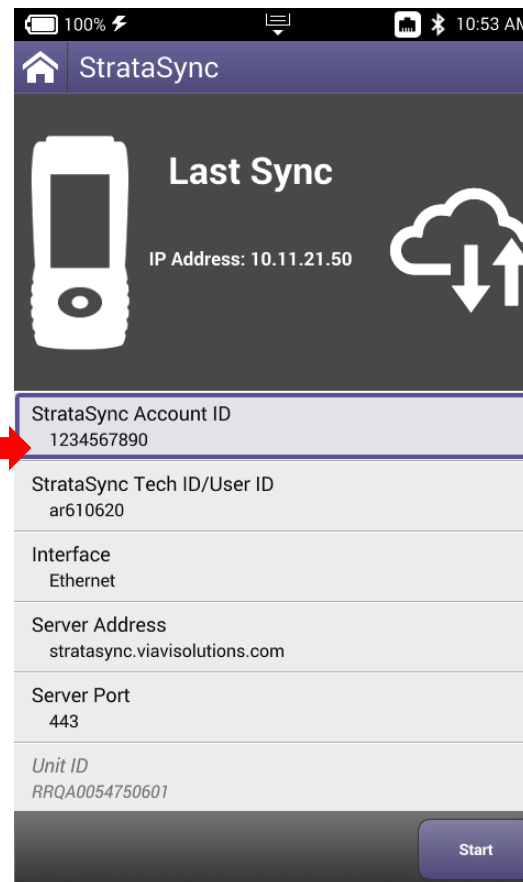 100%
10:53 AM
StrataSync
Last Sync
IP Address: 10.11.21.50
StrataSync Account ID
1234567890
StrataSync Tech ID/User ID
ar610620
Interface
Ethernet
Server Address
stratasync.viavisolutions.com
Server Port
443
Unit ID
RRQA0054750601
Start